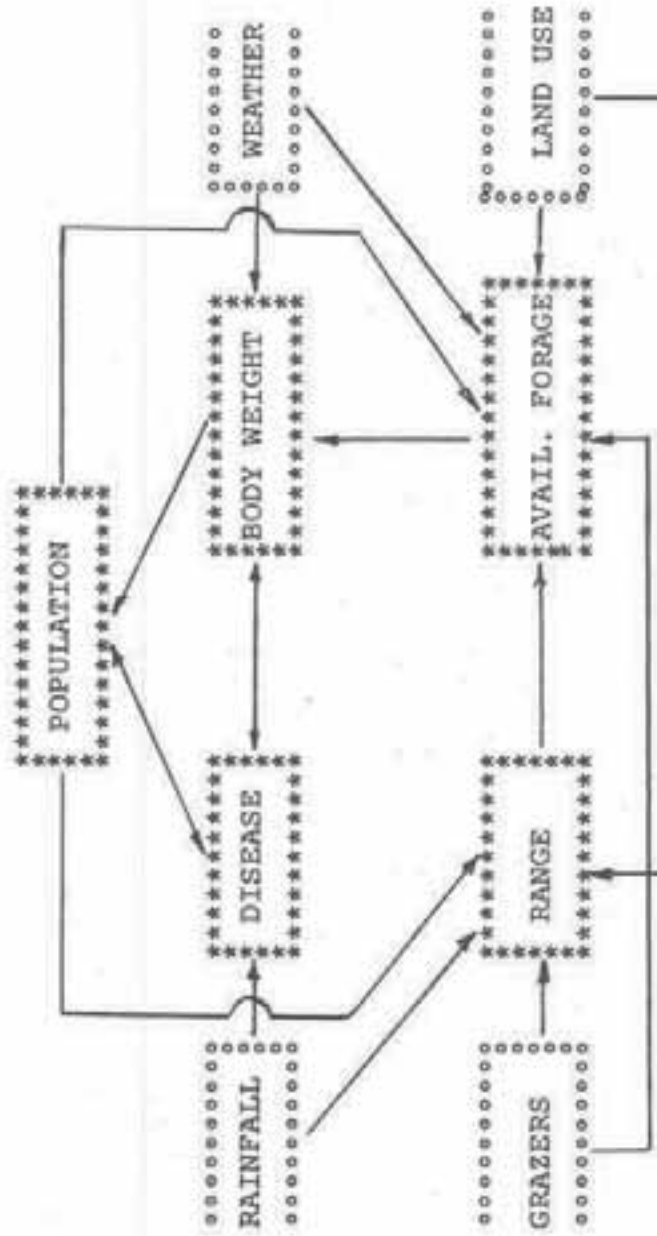 POPULATION
RAINFALL
DISEASE
BODY WEIGHT
WEATHER
GRAZERS
RANGE
AVAIL. FORAGE
LAND USE